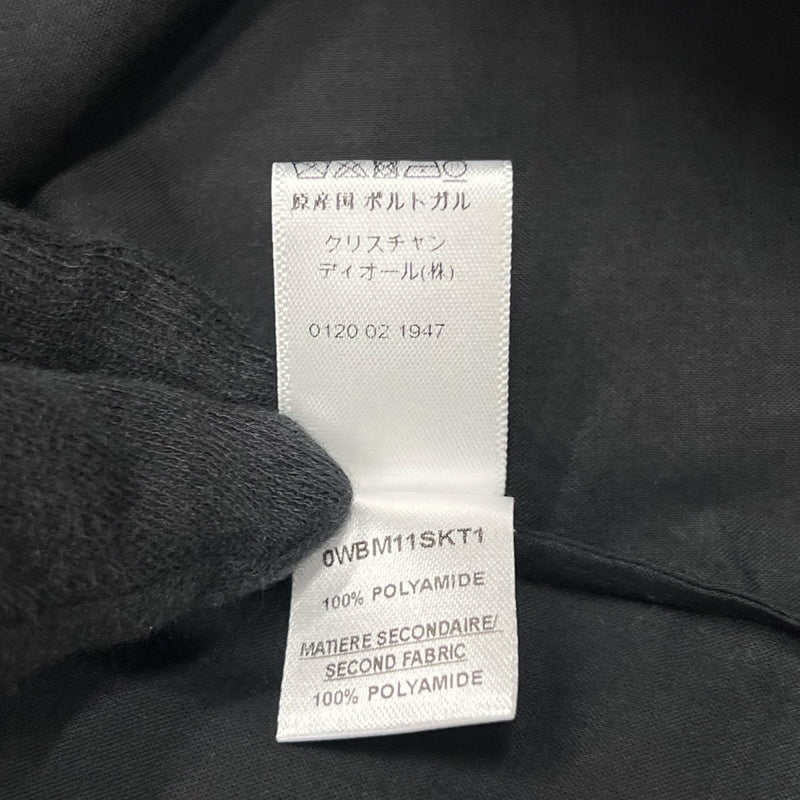 原産国 ポルトガル
クリスチャン
ディオール(株)
0120 02 1947
0WBM11SKT1
100% POLYAMIDE
MATIERE SECONDAIRE/
SECOND FABRIC
100% POLYAMIDE